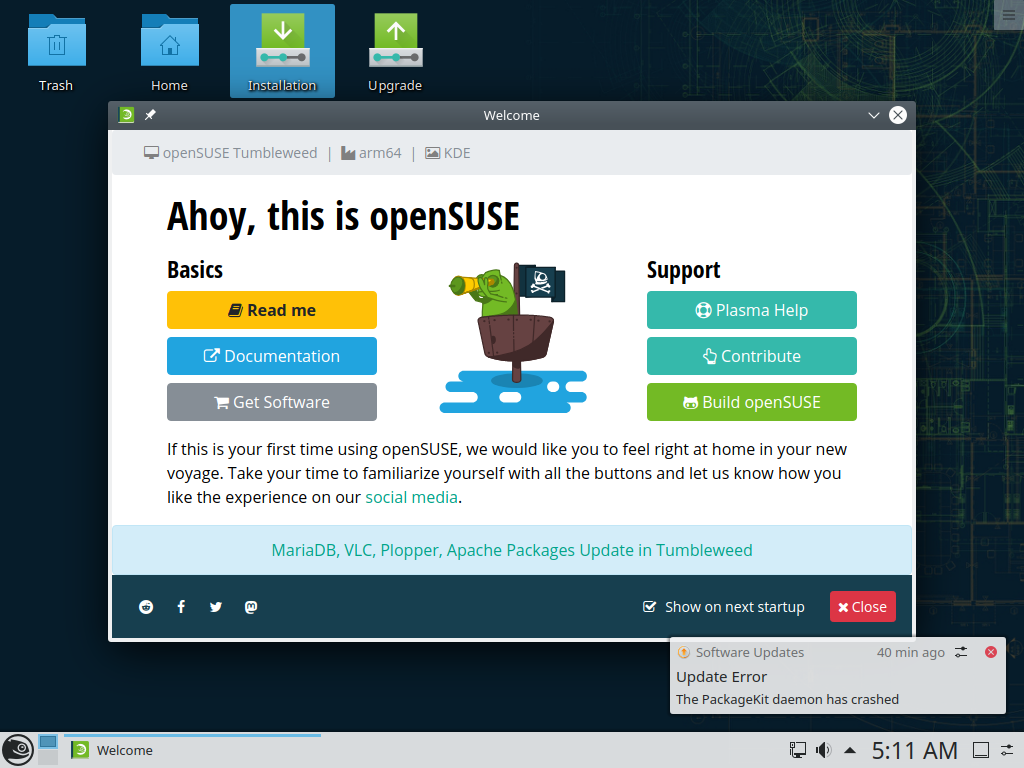 Trash
Home
Installation
Upgrade
Welcome
openSUSE Tumbleweed | arm64 | KDE
Ahoy, this is openSUSE
Basics
Read me
Documentation
Get Software
Support
Plasma Help
Contribute
Build openSUSE
If this is your first time using openSUSE, we would like you to feel right at home in your new
voyage. Take your time to familiarize yourself with all the buttons and let us know how you
like the experience on our social media.
MariaDB, VLC, Plopper, Apache Packages Update in Tumbleweed
Show on next startup
Close
Software Updates
40 min ago
Update Error
The PackageKit daemon has crashed
Welcome
5:11 AM